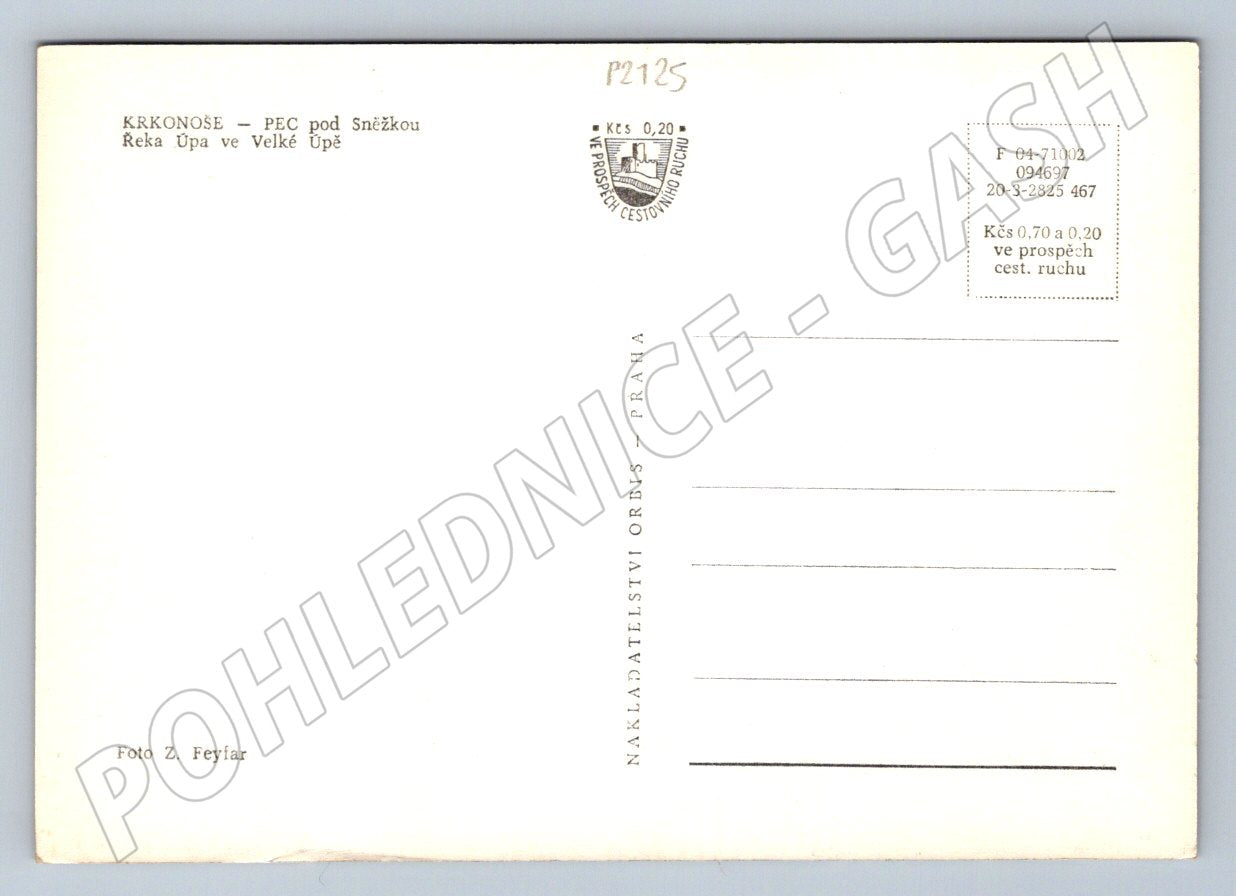 P2125
KRKONOŠE — PEC pod Sněžkou
Řeka Úpa ve Velké Úpě
Kčs 0,20
VE PROSPĚCH CESTOVNÍHO RUCHU
F 04-71002
094697
20-3-2825 467
Kčs 0,70 a 0,20
ve prospěch
cest. ruchu
NAKLADATELSTVÍ ORBIS — PRAHA
Foto Z. Feyfar
POHLEDNICE - GASH